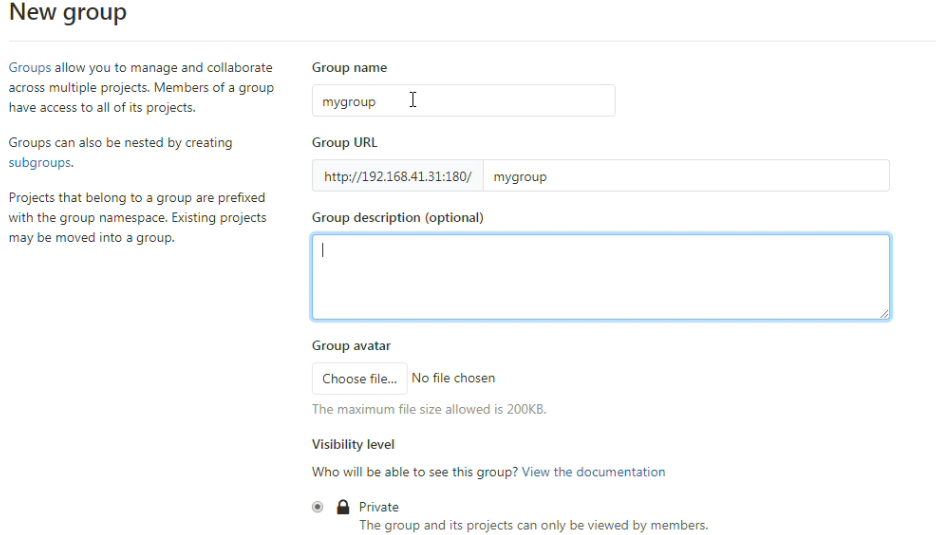 New group
Groups allow you to manage and collaborate
across multiple projects. Members of a group
have access to all of its projects.
Groups can also be nested by creating
subgroups.
Projects that belong to a group are prefixed
with the group namespace. Existing projects
may be moved into a group.
Group name
mygroup
Group URL
http://192.168.41.31:180/ mygroup
Group description (optional)
Group avatar
Choose file... No file chosen
The maximum file size allowed is 200KB.
Visibility level
Who will be able to see this group? View the documentation
Private
The group and its projects can only be viewed by members.